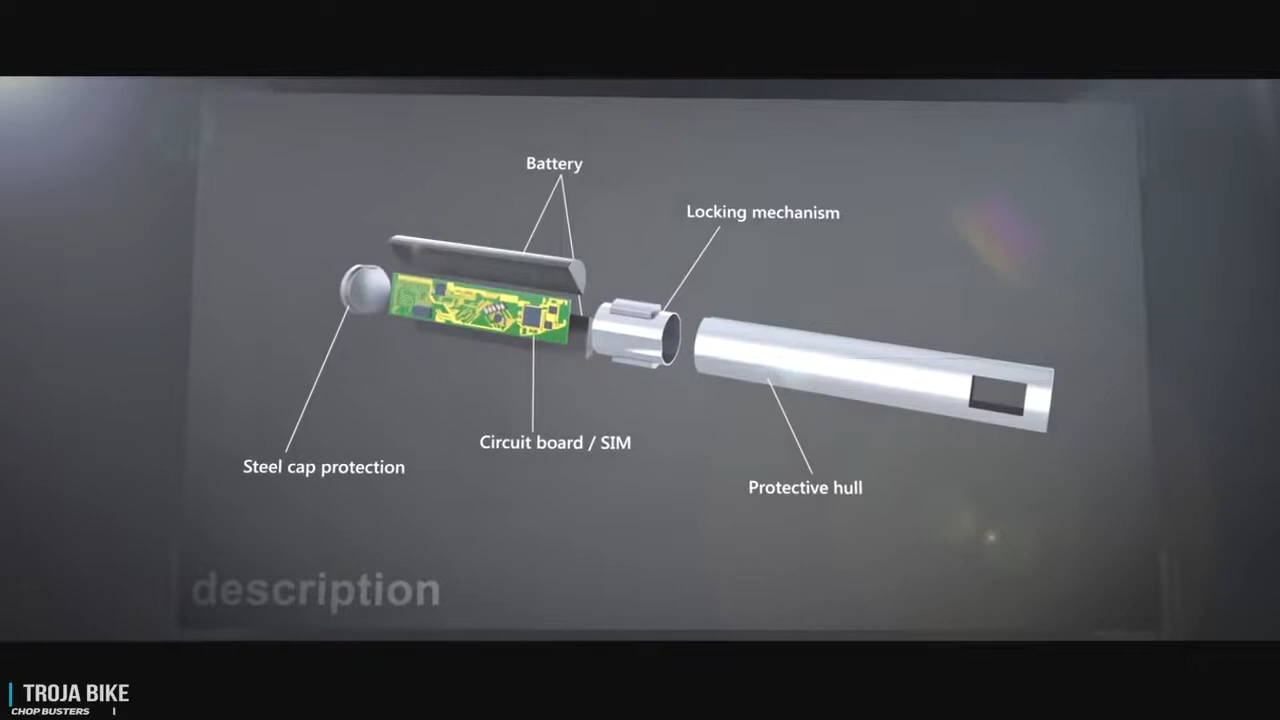 Battery
Locking mechanism
Circuit board / SIM
Steel cap protection
Protective hull
description
TROJA BIKE
CHOP BUSTERS